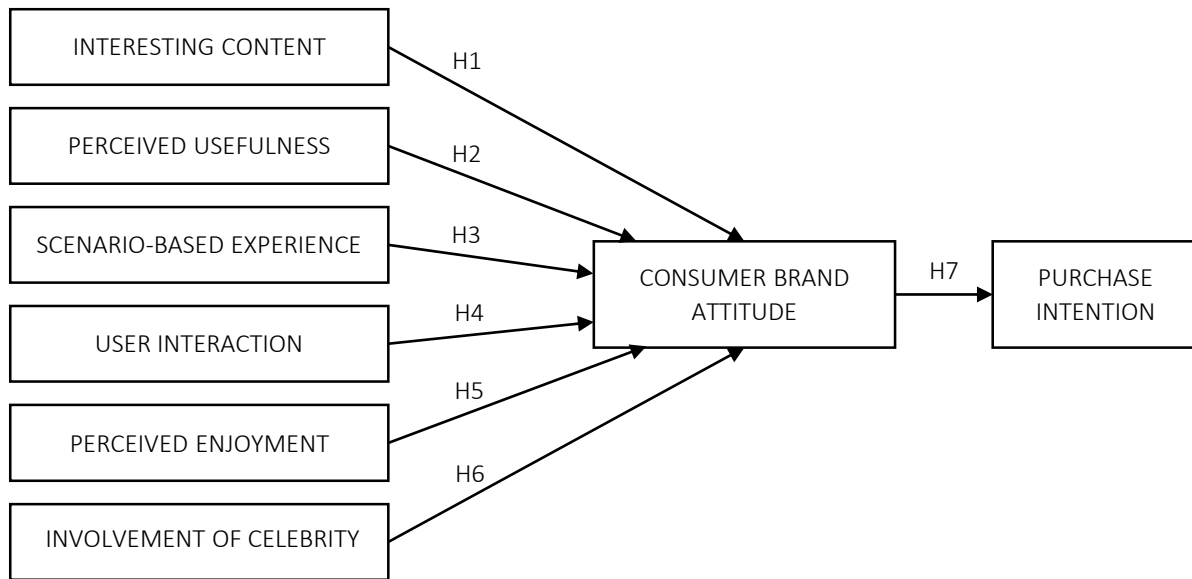 INTERESTING CONTENT
H1
PERCEIVED USEFULNESS
H2
SCENARIO-BASED EXPERIENCE
H3
CONSUMER BRAND
ATTITUDE
H7
PURCHASE
INTENTION
USER INTERACTION
H4
PERCEIVED ENJOYMENT
H5
INVOLVEMENT OF CELEBRITY
H6